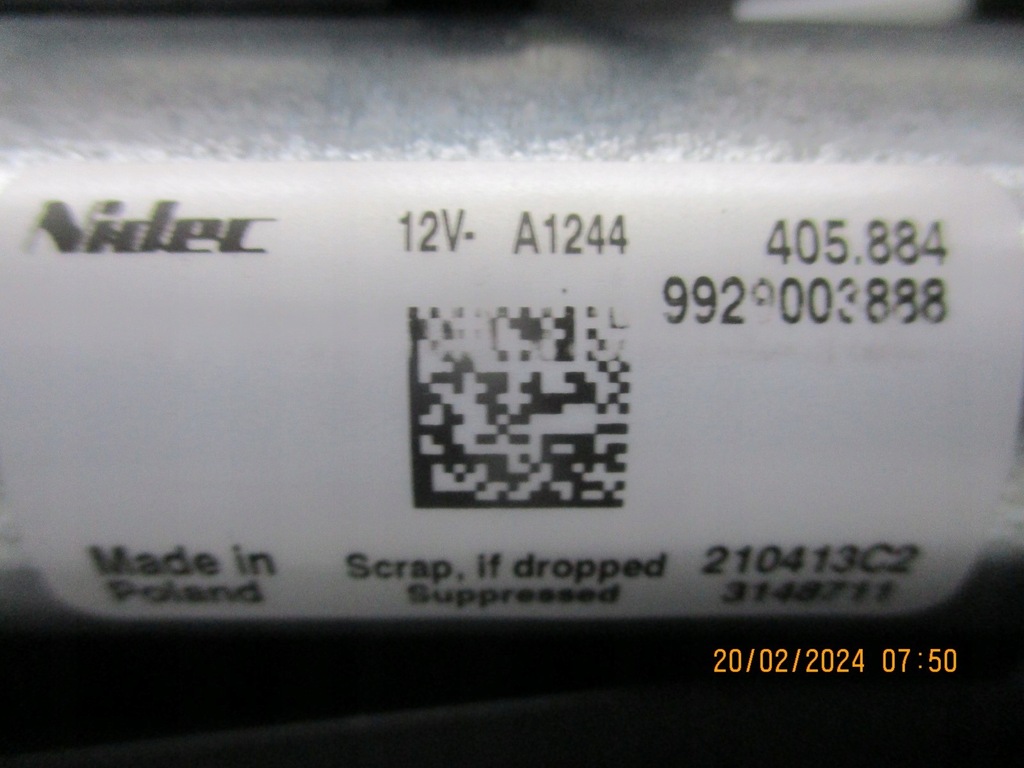 Nidec 12V- A1244 405.884
9929003888
Made in Scrap, if dropped 210413C2
Poland Suppressed 3148711
20/02/2024 07:50